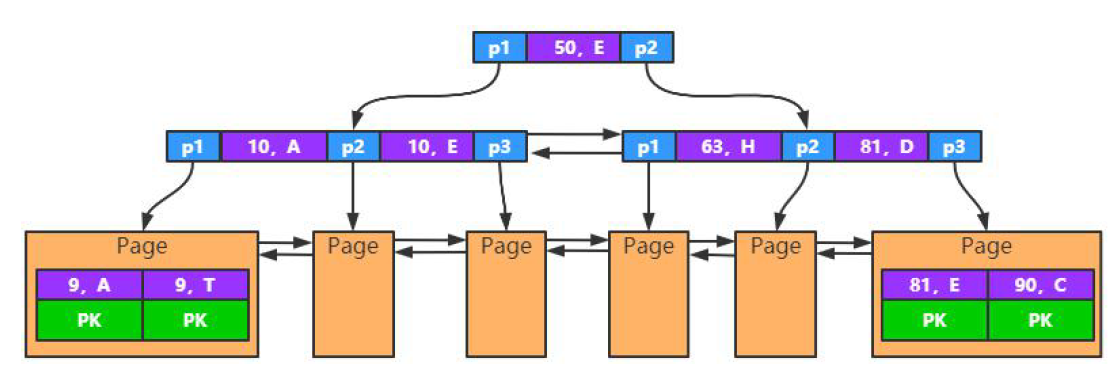 p1 50, E p2
p1 10, A p2 10, E p3 p1 63, H p2 81, D p3
Page Page Page Page Page Page
9, A 9, T 81, E 90, C
PK PK PK PK